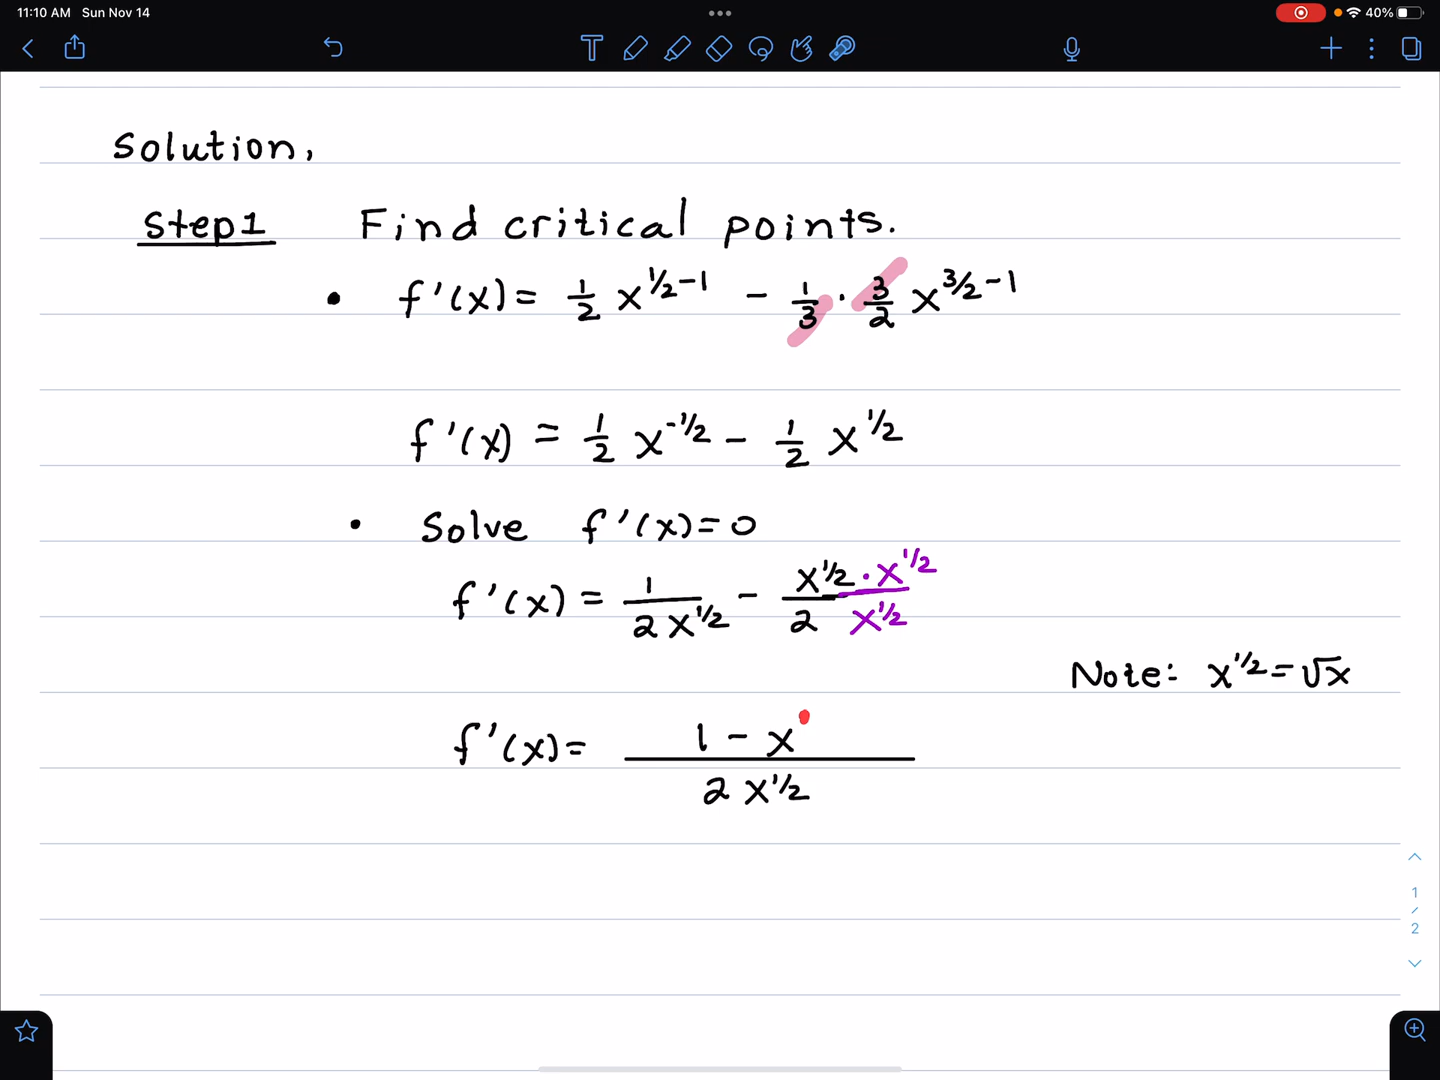 11:10 AM Sun Nov 14
40%
Solution,
Step1 Find critical points.
• f'(x) = 1/2 x^{1/2-1} - 1/3 · 3/2 x^{3/2-1}
f'(x) = 1/2 x^{-1/2} - 1/2 x^{1/2}
• Solve f'(x) = 0
f'(x) = 1/(2x^{1/2}) - x^{1/2}/2 · x^{1/2}/x^{1/2}
Note: x^{1/2} = √x
f'(x) = (1 - x)/(2x^{1/2})
1
/
2